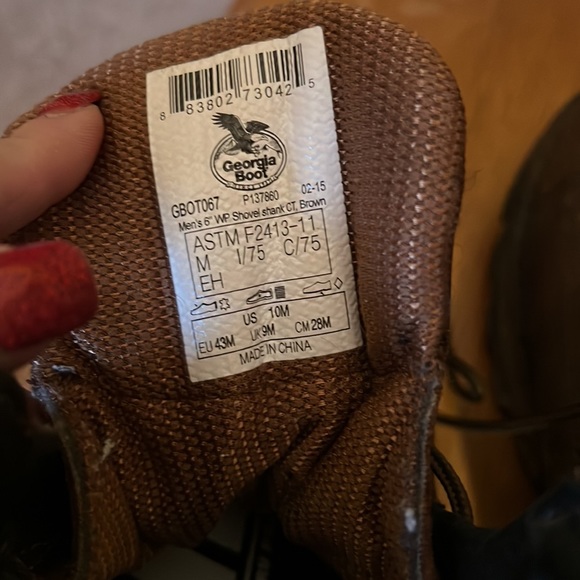 8 83802 73042 5
Georgia
Boot
GBOT067 P137860 02-15
Men's 6" WP Shovel shank CT, Brown
ASTM F2413-11
M I/75 C/75
EH
US 10M
EU 43M UK 9M CM 28M
MADE IN CHINA